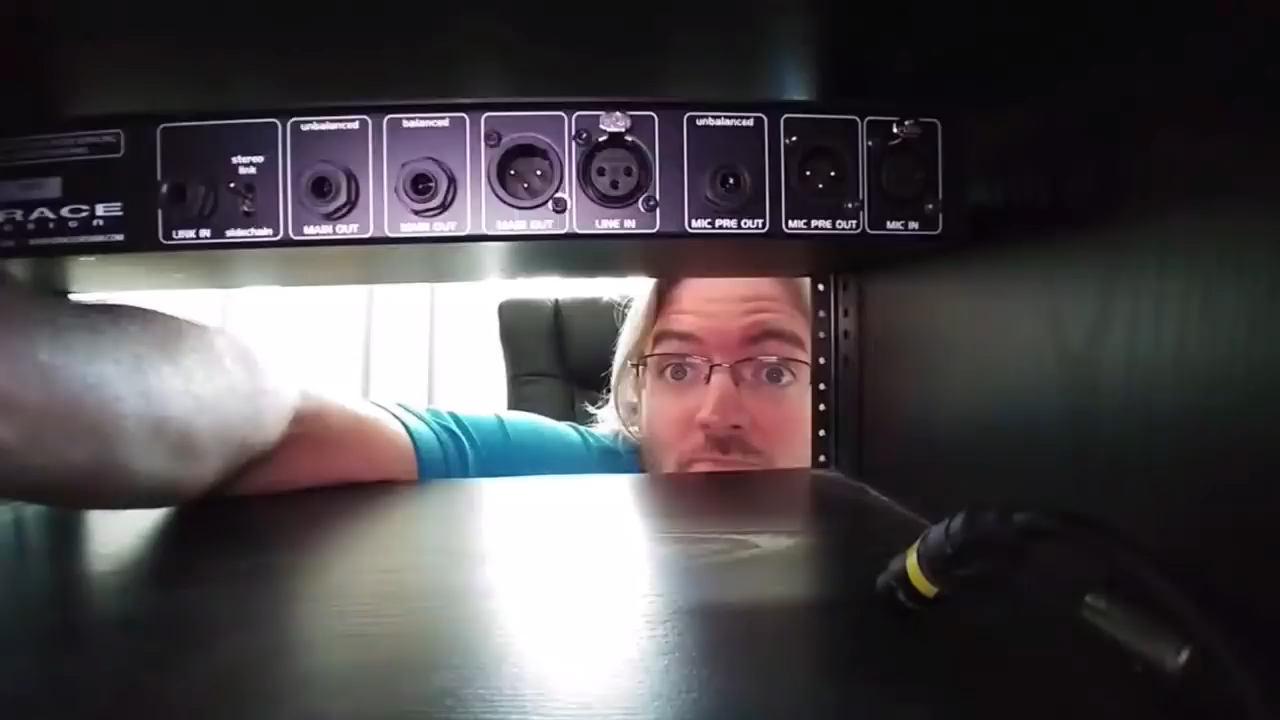 unbalanced
balanced
unbalanced
stereo
link
RACE
LINK IN
sidechain
MAIN OUT
MAIN OUT
MAIN OUT
LINE IN
MIC PRE OUT
MIC PRE OUT
MIC IN